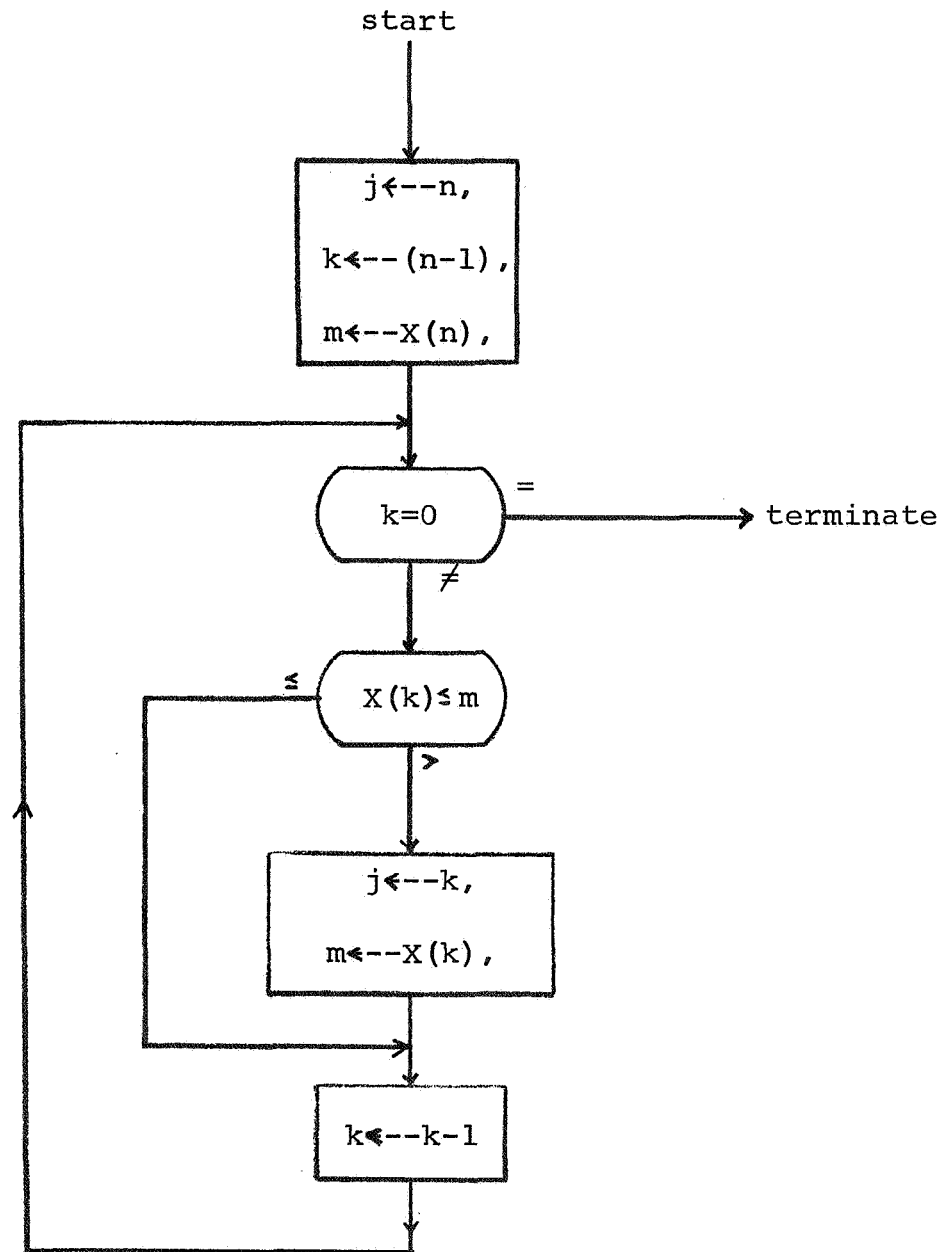 start
j←--n,
k←--(n-1),
m←--X(n),
=
k=0
terminate
≠
≤
X(k)≤m
>
j←--k,
m←--X(k),
k←--k-1